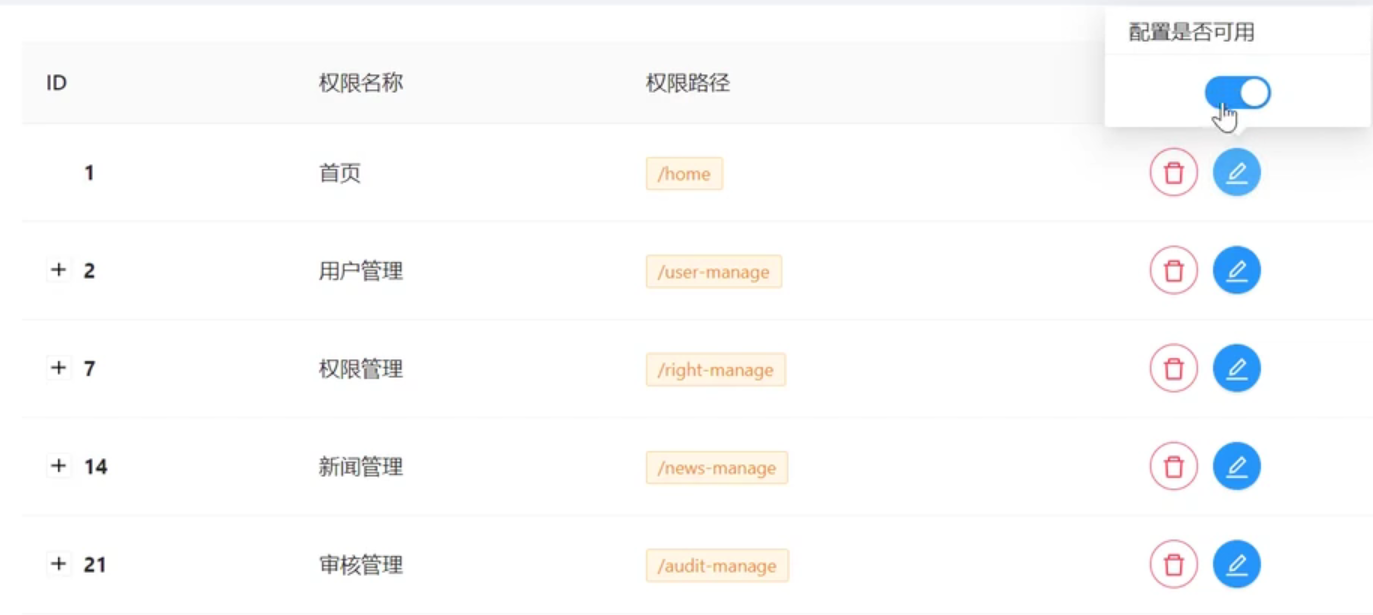 配置是否可用
ID 权限名称 权限路径
1 首页 /home
+ 2 用户管理 /user-manage
+ 7 权限管理 /right-manage
+ 14 新闻管理 /news-manage
+ 21 审核管理 /audit-manage